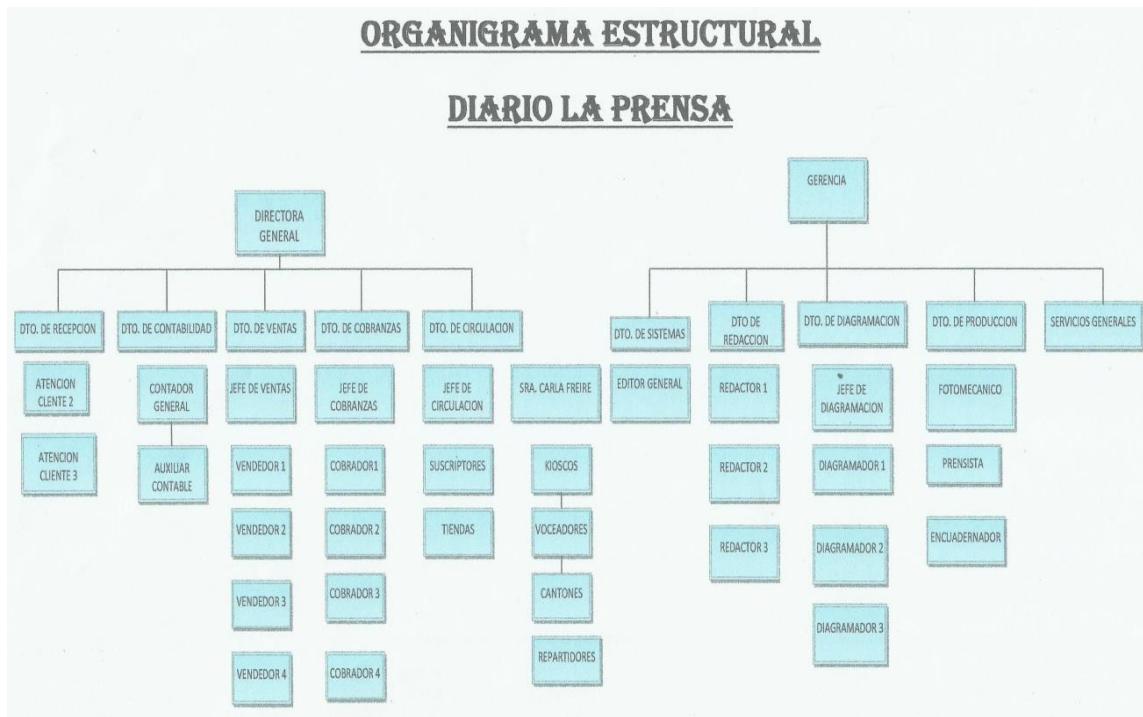 ORGANIGRAMA ESTRUCTURAL
DIARIO LA PRENSA
GERENCIA
DIRECTORA
GENERAL
DTO. DE RECEPCION
DTO. DE CONTABILIDAD
DTO. DE VENTAS
DTO. DE COBRANZAS
DTO. DE CIRCULACION
DTO. DE SISTEMAS
DTO DE
REDACCION
DTO. DE DIAGRAMACION
DTO. DE PRODUCCION
SERVICIOS GENERALES
ATENCION
CLENTE 2
CONTADOR
GENERAL
JEFE DE VENTAS
JEFE DE
COBRANZAS
JEFE DE
CIRCULACION
SRA. CARLA FREIRE
EDITOR GENERAL
REDACTOR 1
JEFE DE
DIAGRAMACION
FOTOMECANICO
ATENCION
CLIENTE 3
AUXILIAR
CONTABLE
VENDEDOR 1
COBRADOR1
SUSCRIPTORES
KIOSCOS
REDACTOR 2
DIAGRAMADOR 1
PRENSISTA
VENDEDOR 2
COBRADOR 2
TIENDAS
VOCEADORES
REDACTOR 3
DIAGRAMADOR 2
ENCUADERNADOR
VENDEDOR 3
COBRADOR 3
CANTONES
DIAGRAMADOR 3
VENDEDOR 4
COBRADOR 4
REPARTIDORES